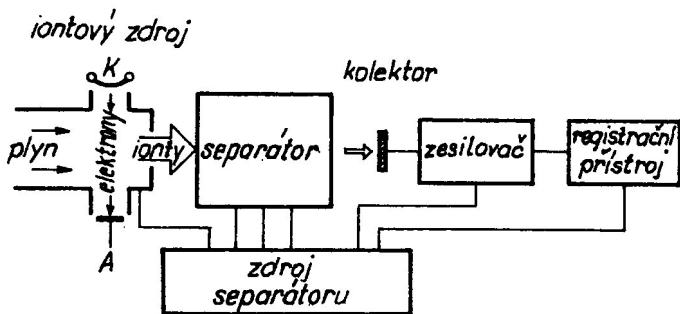 iontový zdroj
K
kolektor
plyn
elektrony
ionty
separátor
zesilovač
registrační
přístroj
A
zdroj
separátoru